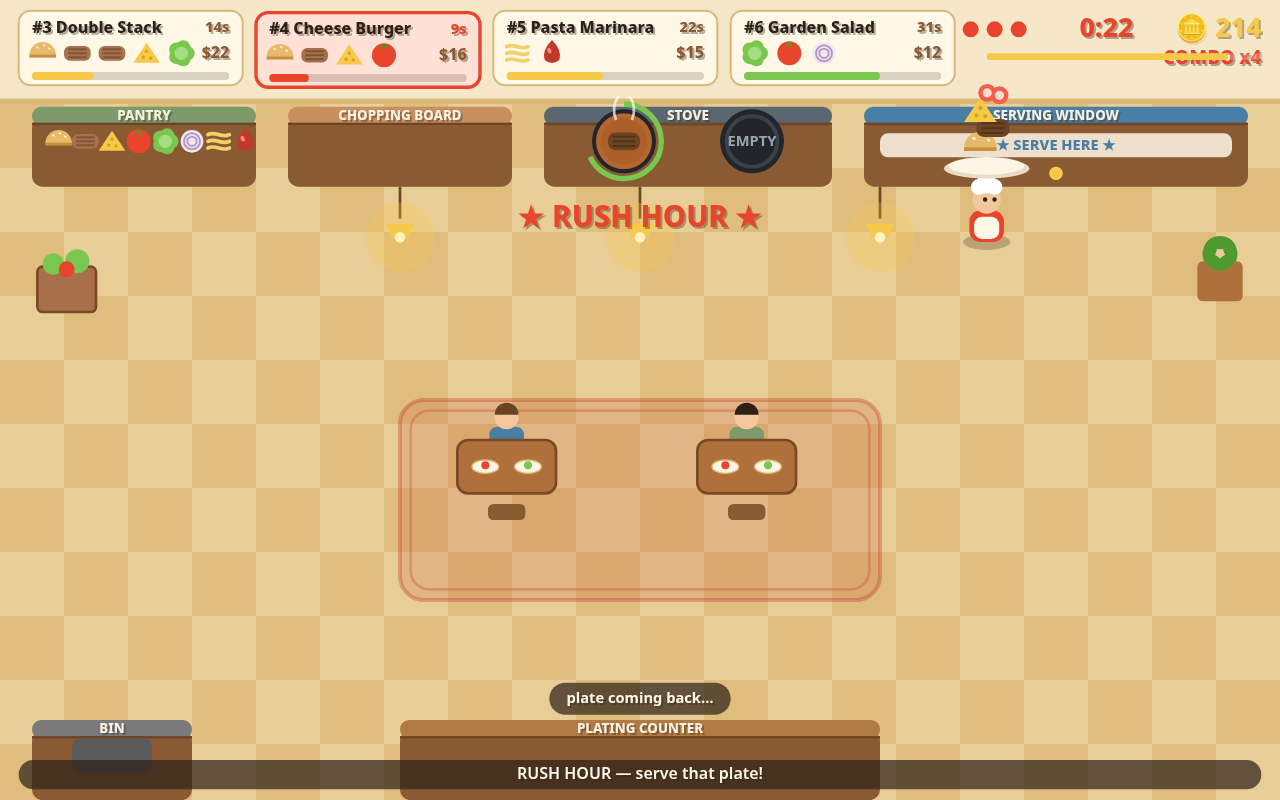 #3 Double Stack 14s
$22
#4 Cheese Burger 9s
$16
#5 Pasta Marinara 22s
$15
#6 Garden Salad 31s
$12
0:22
214
COMBO x4
PANTRY
CHOPPING BOARD
STOVE
SERVING WINDOW
EMPTY
★ SERVE HERE ★
★ RUSH HOUR ★
plate coming back...
BIN
PLATING COUNTER
RUSH HOUR — serve that plate!